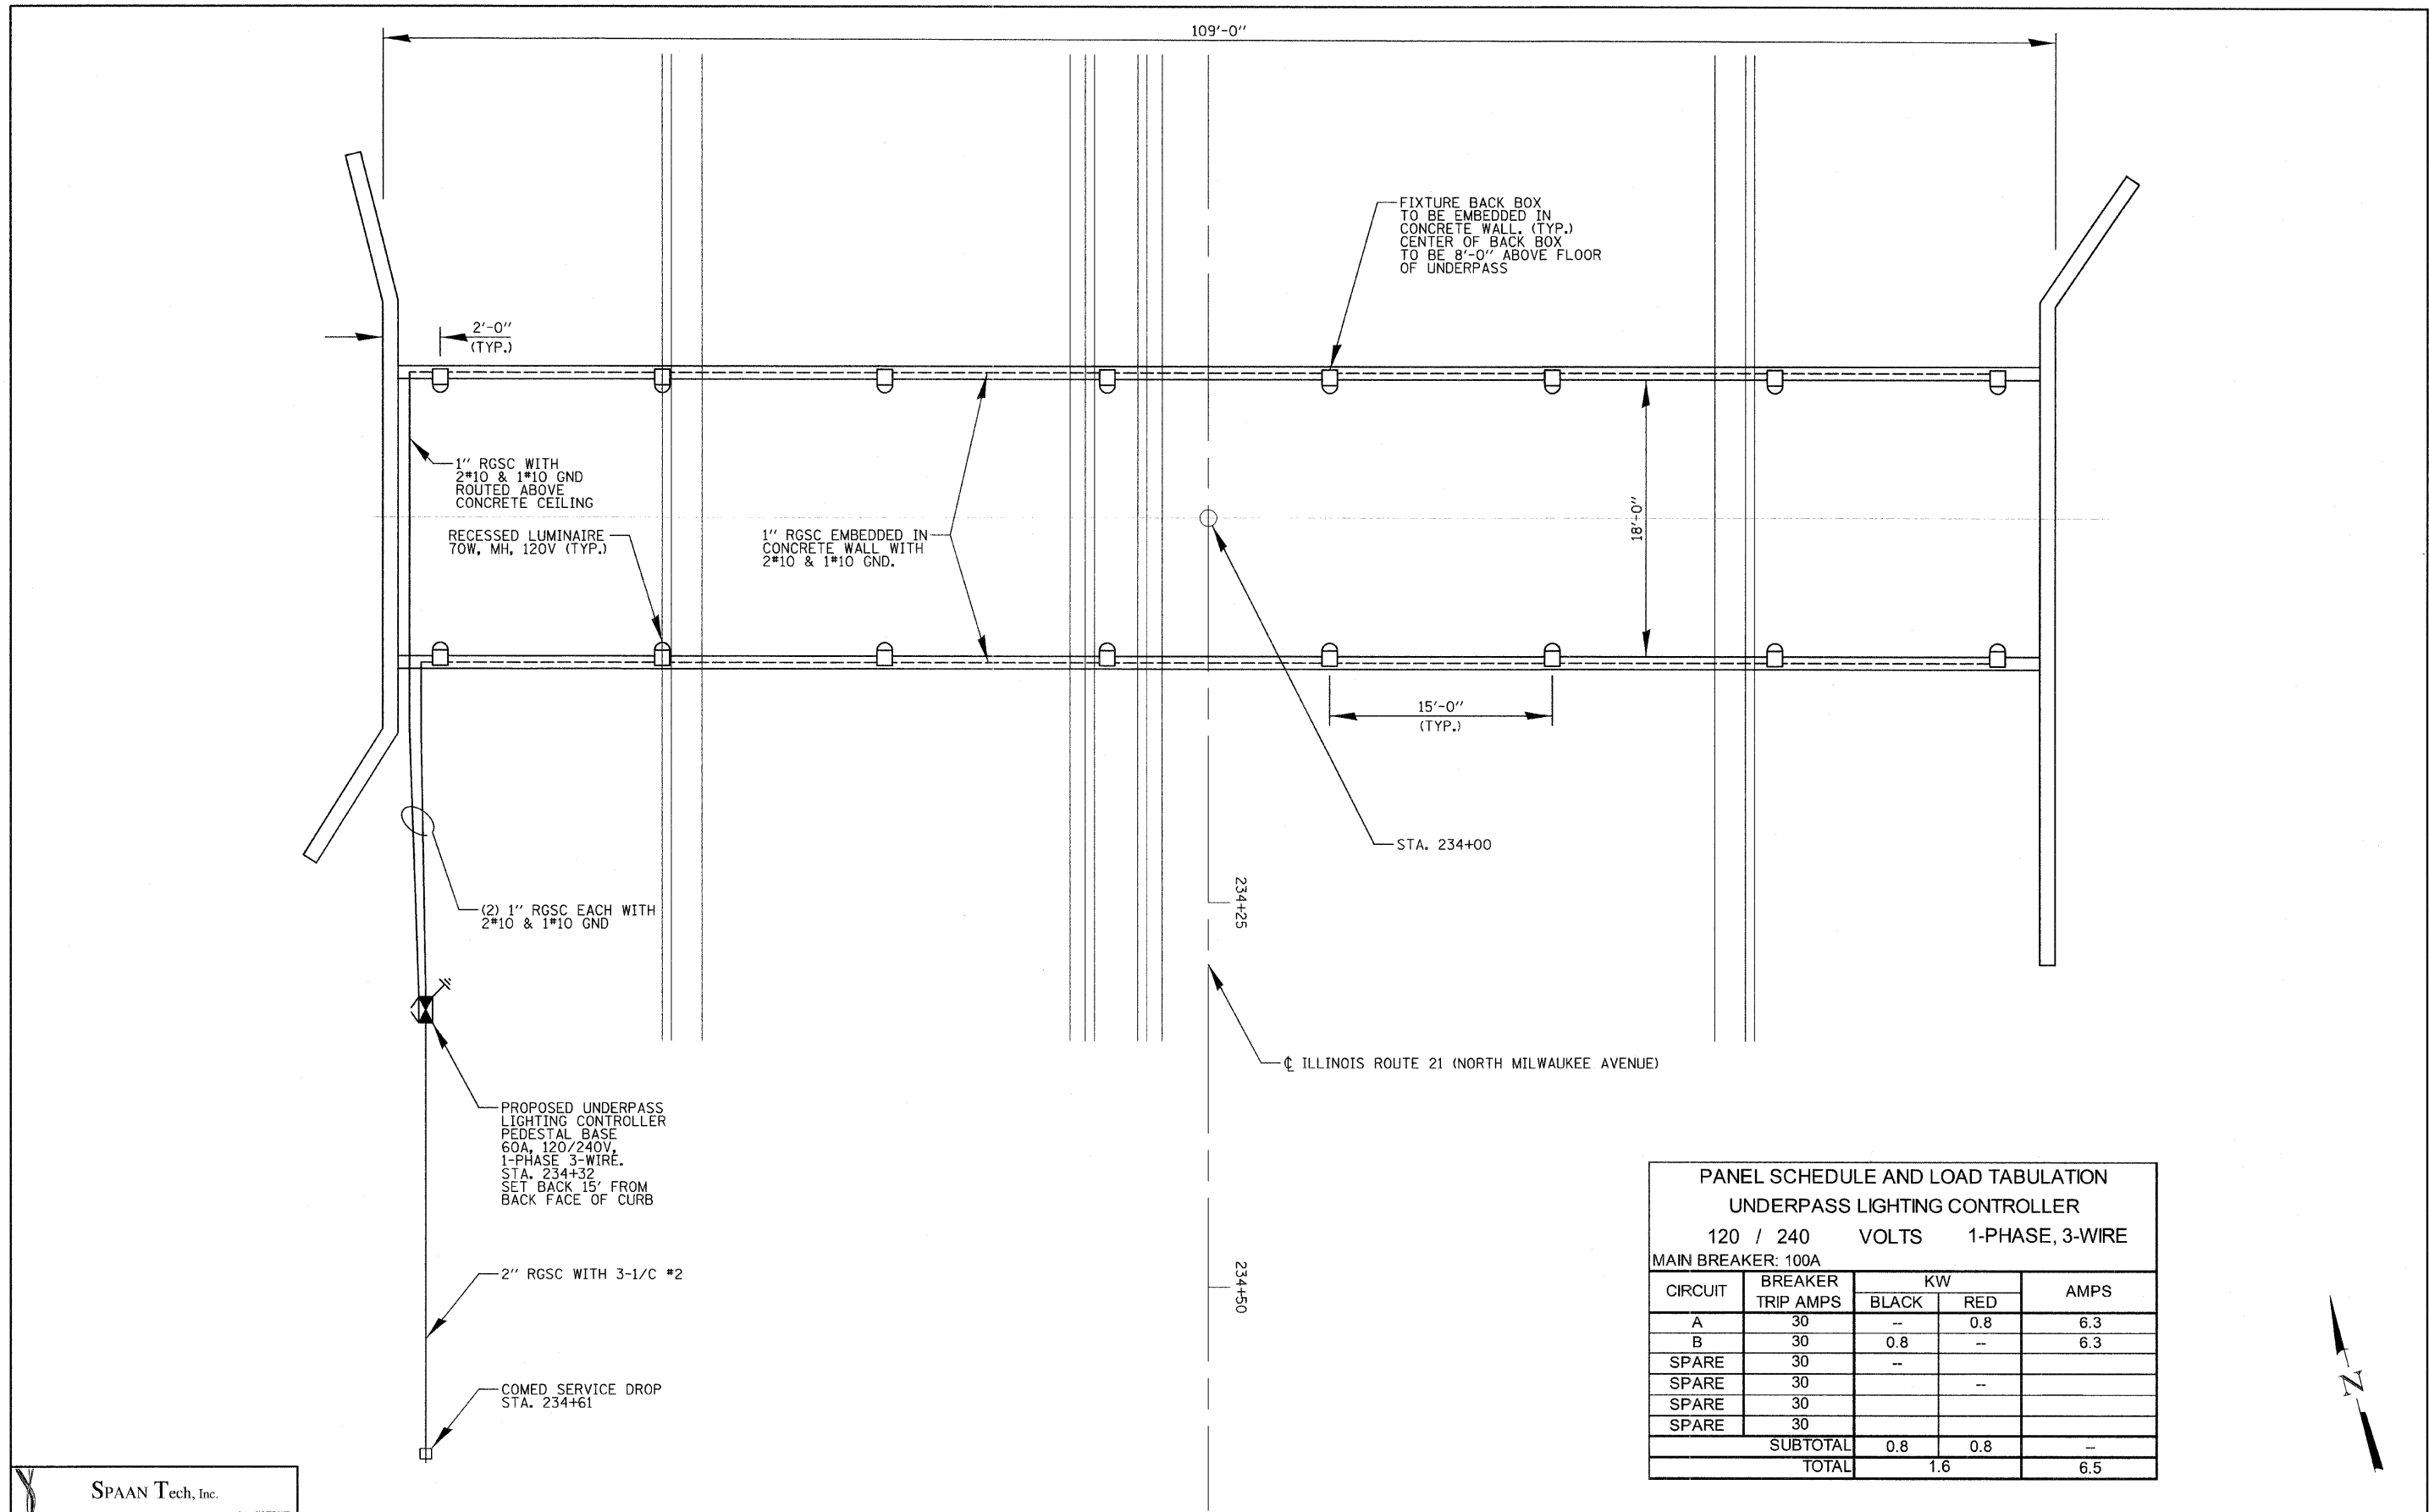 109'-0"
FIXTURE BACK BOX
TO BE EMBEDDED IN
CONCRETE WALL. (TYP.)
CENTER OF BACK BOX
TO BE 8'-0" ABOVE FLOOR
OF UNDERPASS
2'-0"
(TYP.)
1" RGSC WITH
2#10 & 1#10 GND
ROUTED ABOVE
CONCRETE CEILING
RECESSED LUMINAIRE
70W, MH, 120V (TYP.)
1" RGSC EMBEDDED IN
CONCRETE WALL WITH
2#10 & 1#10 GND.
18'-0"
15'-0"
(TYP.)
STA. 234+00
234+25
(2) 1" RGSC EACH WITH
2#10 & 1#10 GND
℄ ILLINOIS ROUTE 21 (NORTH MILWAUKEE AVENUE)
PROPOSED UNDERPASS
LIGHTING CONTROLLER
PEDESTAL BASE
60A, 120/240V,
1-PHASE 3-WIRE.
STA. 234+32
SET BACK 15' FROM
BACK FACE OF CURB
2" RGSC WITH 3-1/C #2
234+50
COMED SERVICE DROP
STA. 234+61
PANEL SCHEDULE AND LOAD TABULATION
UNDERPASS LIGHTING CONTROLLER
120 / 240 VOLTS 1-PHASE, 3-WIRE
MAIN BREAKER: 100A
CIRCUIT BREAKER TRIP AMPS KW AMPS
BLACK RED
A 30 -- 0.8 6.3
B 30 0.8 -- 6.3
SPARE 30 --
SPARE 30 --
SPARE 30
SPARE 30
SUBTOTAL 0.8 0.8 --
TOTAL 1.6 6.5
N
SPAAN Tech, Inc.